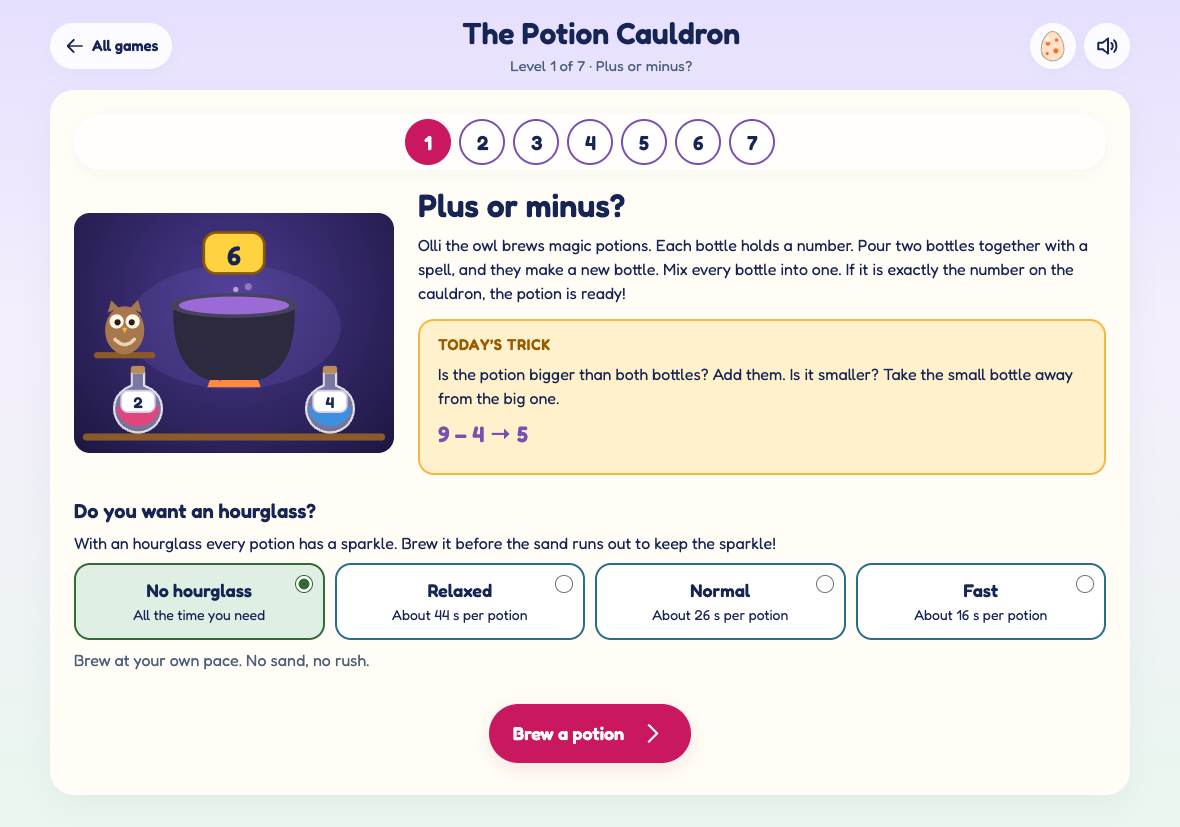 All games
The Potion Cauldron
Level 1 of 7 · Plus or minus?
1 2 3 4 5 6 7
6
2
4
Plus or minus?
Olli the owl brews magic potions. Each bottle holds a number. Pour two bottles together with a
spell, and they make a new bottle. Mix every bottle into one. If it is exactly the number on the
cauldron, the potion is ready!
TODAY'S TRICK
Is the potion bigger than both bottles? Add them. Is it smaller? Take the small bottle away
from the big one.
9 – 4 → 5
Do you want an hourglass?
With an hourglass every potion has a sparkle. Brew it before the sand runs out to keep the sparkle!
No hourglass
All the time you need
Relaxed
About 44 s per potion
Normal
About 26 s per potion
Fast
About 16 s per potion
Brew at your own pace. No sand, no rush.
Brew a potion